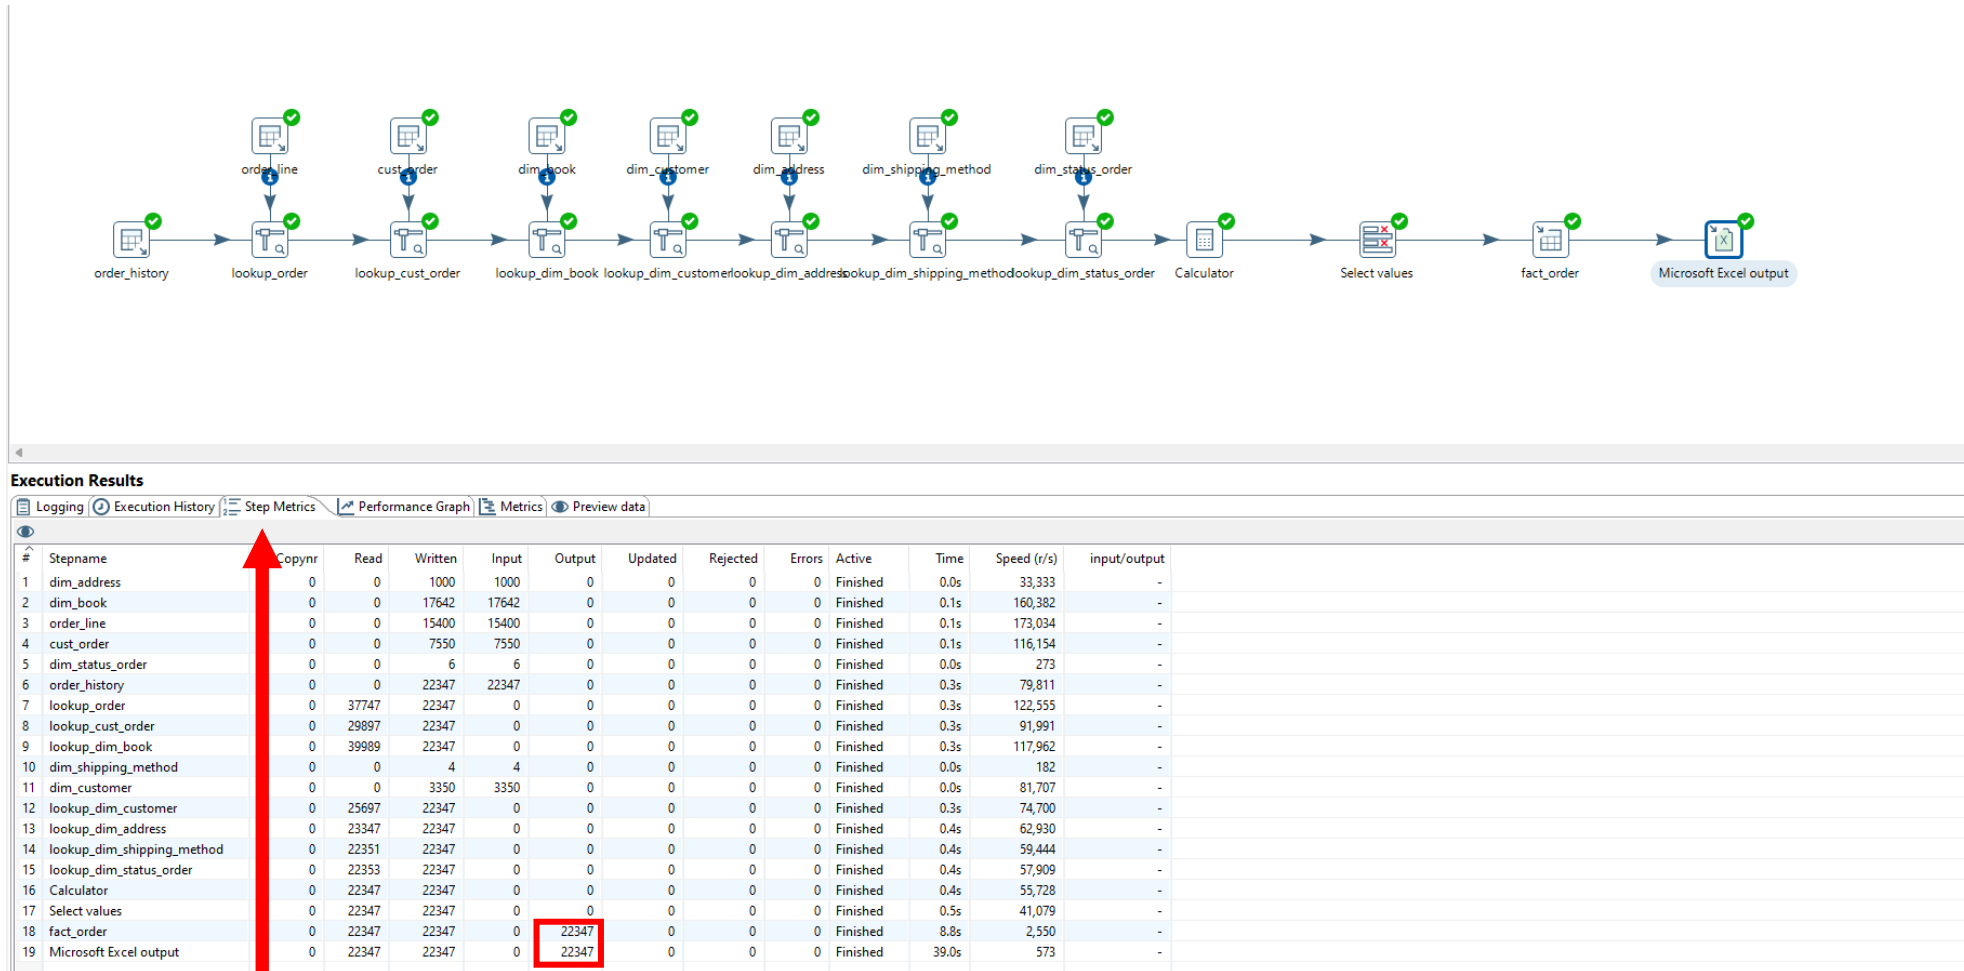 order_line cust_order dim_book dim_customer dim_address dim_shipping_method dim_status_order
order_history lookup_order lookup_cust_order lookup_dim_book lookup_dim_customer lookup_dim_address lookup_dim_shipping_method lookup_dim_status_order Calculator Select values fact_order Microsoft Excel output
Execution Results
Logging Execution History Step Metrics Performance Graph Metrics Preview data
# Stepname Copynr Read Written Input Output Updated Rejected Errors Active Time Speed (r/s) input/output
1 dim_address 0 0 1000 1000 0 0 0 0 Finished 0.0s 33,333 -
2 dim_book 0 0 17642 17642 0 0 0 0 Finished 0.1s 160,382 -
3 order_line 0 0 15400 15400 0 0 0 0 Finished 0.1s 173,034 -
4 cust_order 0 0 7550 7550 0 0 0 0 Finished 0.1s 116,154 -
5 dim_status_order 0 0 6 6 0 0 0 0 Finished 0.0s 273 -
6 order_history 0 0 22347 22347 0 0 0 0 Finished 0.3s 79,811 -
7 lookup_order 0 37747 22347 0 0 0 0 0 Finished 0.3s 122,555 -
8 lookup_cust_order 0 29897 22347 0 0 0 0 0 Finished 0.3s 91,991 -
9 lookup_dim_book 0 39989 22347 0 0 0 0 0 Finished 0.3s 117,962 -
10 dim_shipping_method 0 0 4 4 0 0 0 0 Finished 0.0s 182 -
11 dim_customer 0 0 3350 3350 0 0 0 0 Finished 0.0s 81,707 -
12 lookup_dim_customer 0 25697 22347 0 0 0 0 0 Finished 0.3s 74,700 -
13 lookup_dim_address 0 23347 22347 0 0 0 0 0 Finished 0.4s 62,930 -
14 lookup_dim_shipping_method 0 22351 22347 0 0 0 0 0 Finished 0.4s 59,444 -
15 lookup_dim_status_order 0 22353 22347 0 0 0 0 0 Finished 0.4s 57,909 -
16 Calculator 0 22347 22347 0 0 0 0 0 Finished 0.4s 55,728 -
17 Select values 0 22347 22347 0 0 0 0 0 Finished 0.5s 41,079 -
18 fact_order 0 22347 22347 0 22347 0 0 0 Finished 8.8s 2,550 -
19 Microsoft Excel output 0 22347 22347 0 22347 0 0 0 Finished 39.0s 573 -